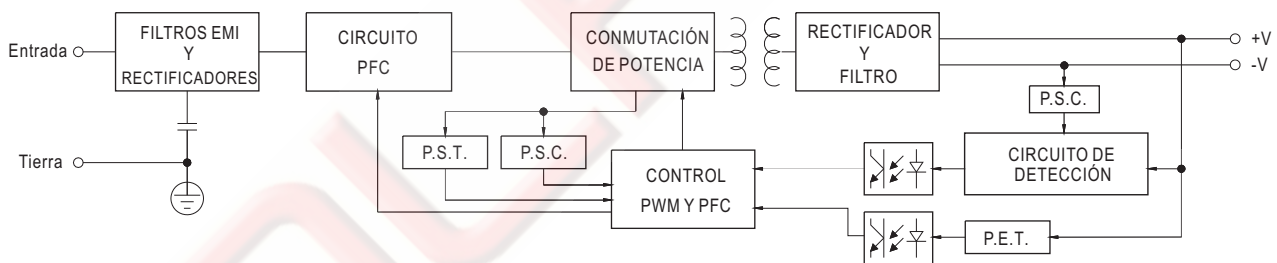 Entrada
FILTROS EMI
Y
RECTIFICADORES
CIRCUITO
PFC
CONMUTACIÓN
DE POTENCIA
RECTIFICADOR
Y
FILTRO
+V
-V
P.S.C.
Tierra
P.S.T.
P.S.C.
CONTROL
PWM Y PFC
CIRCUITO DE
DETECCIÓN
P.E.T.